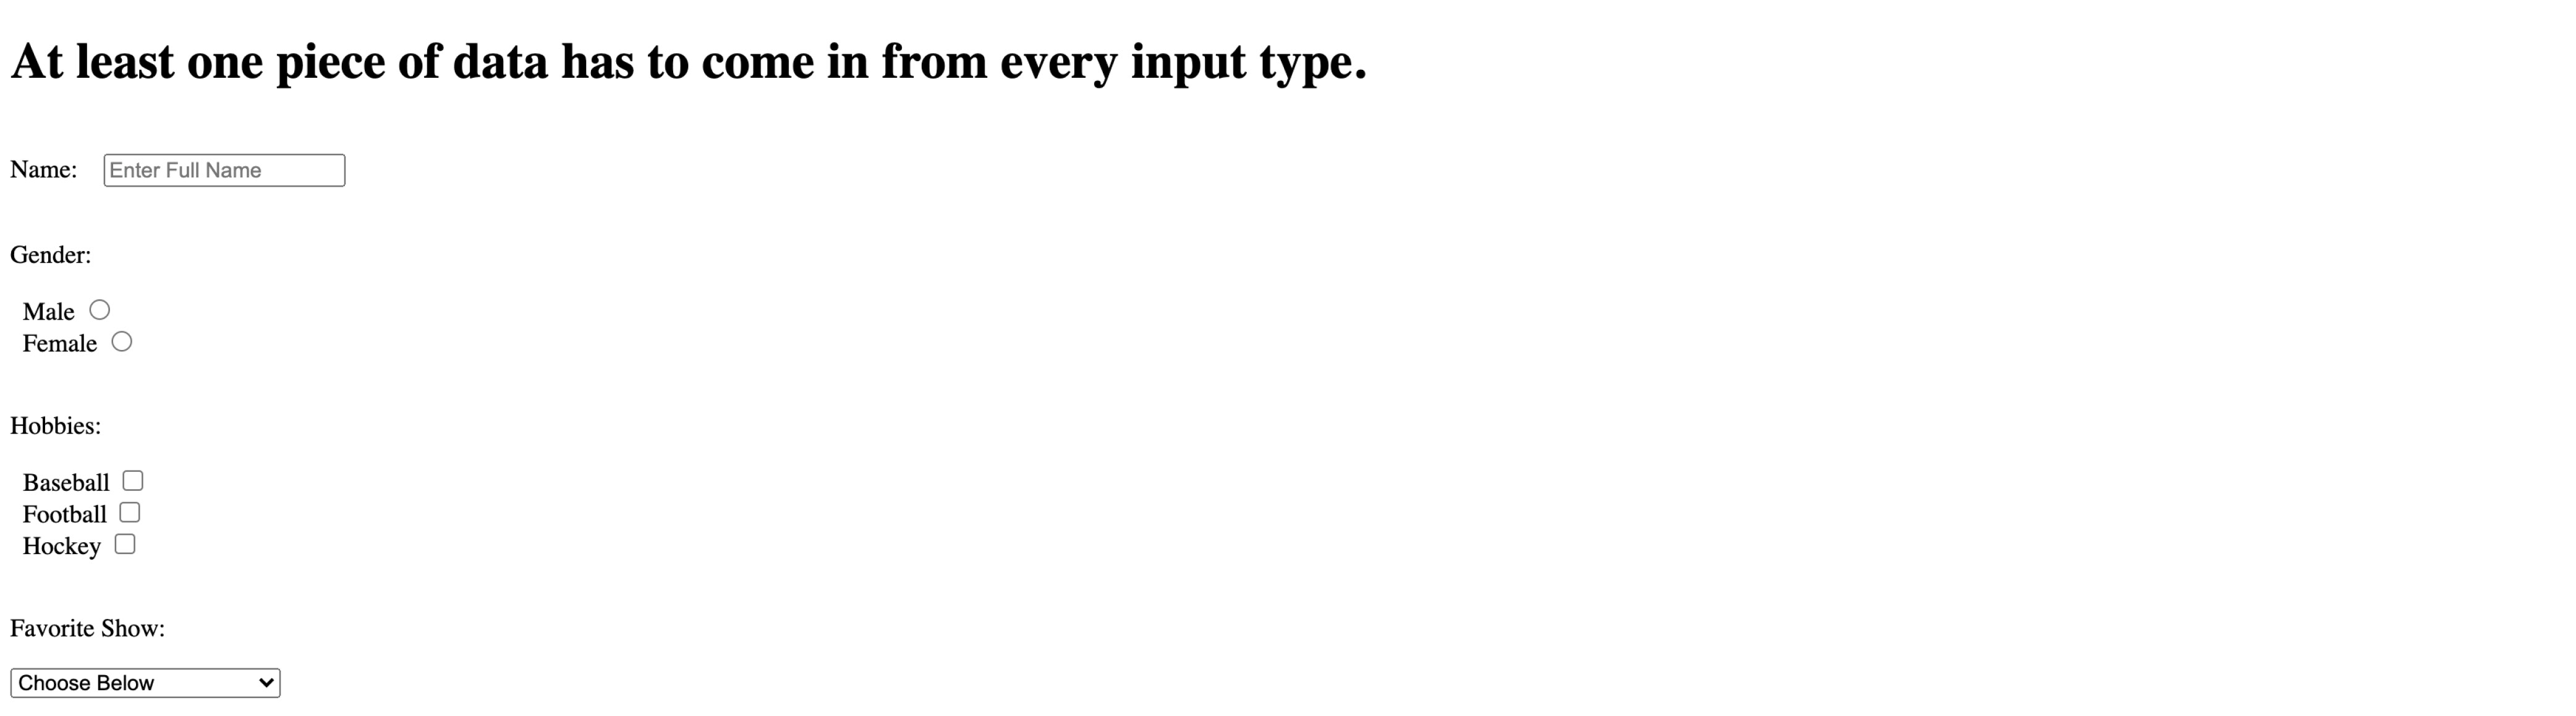 At least one piece of data has to come in from every input type.
Name: Enter Full Name
Gender:
Male
Female
Hobbies:
Baseball
Football
Hockey
Favorite Show:
Choose Below